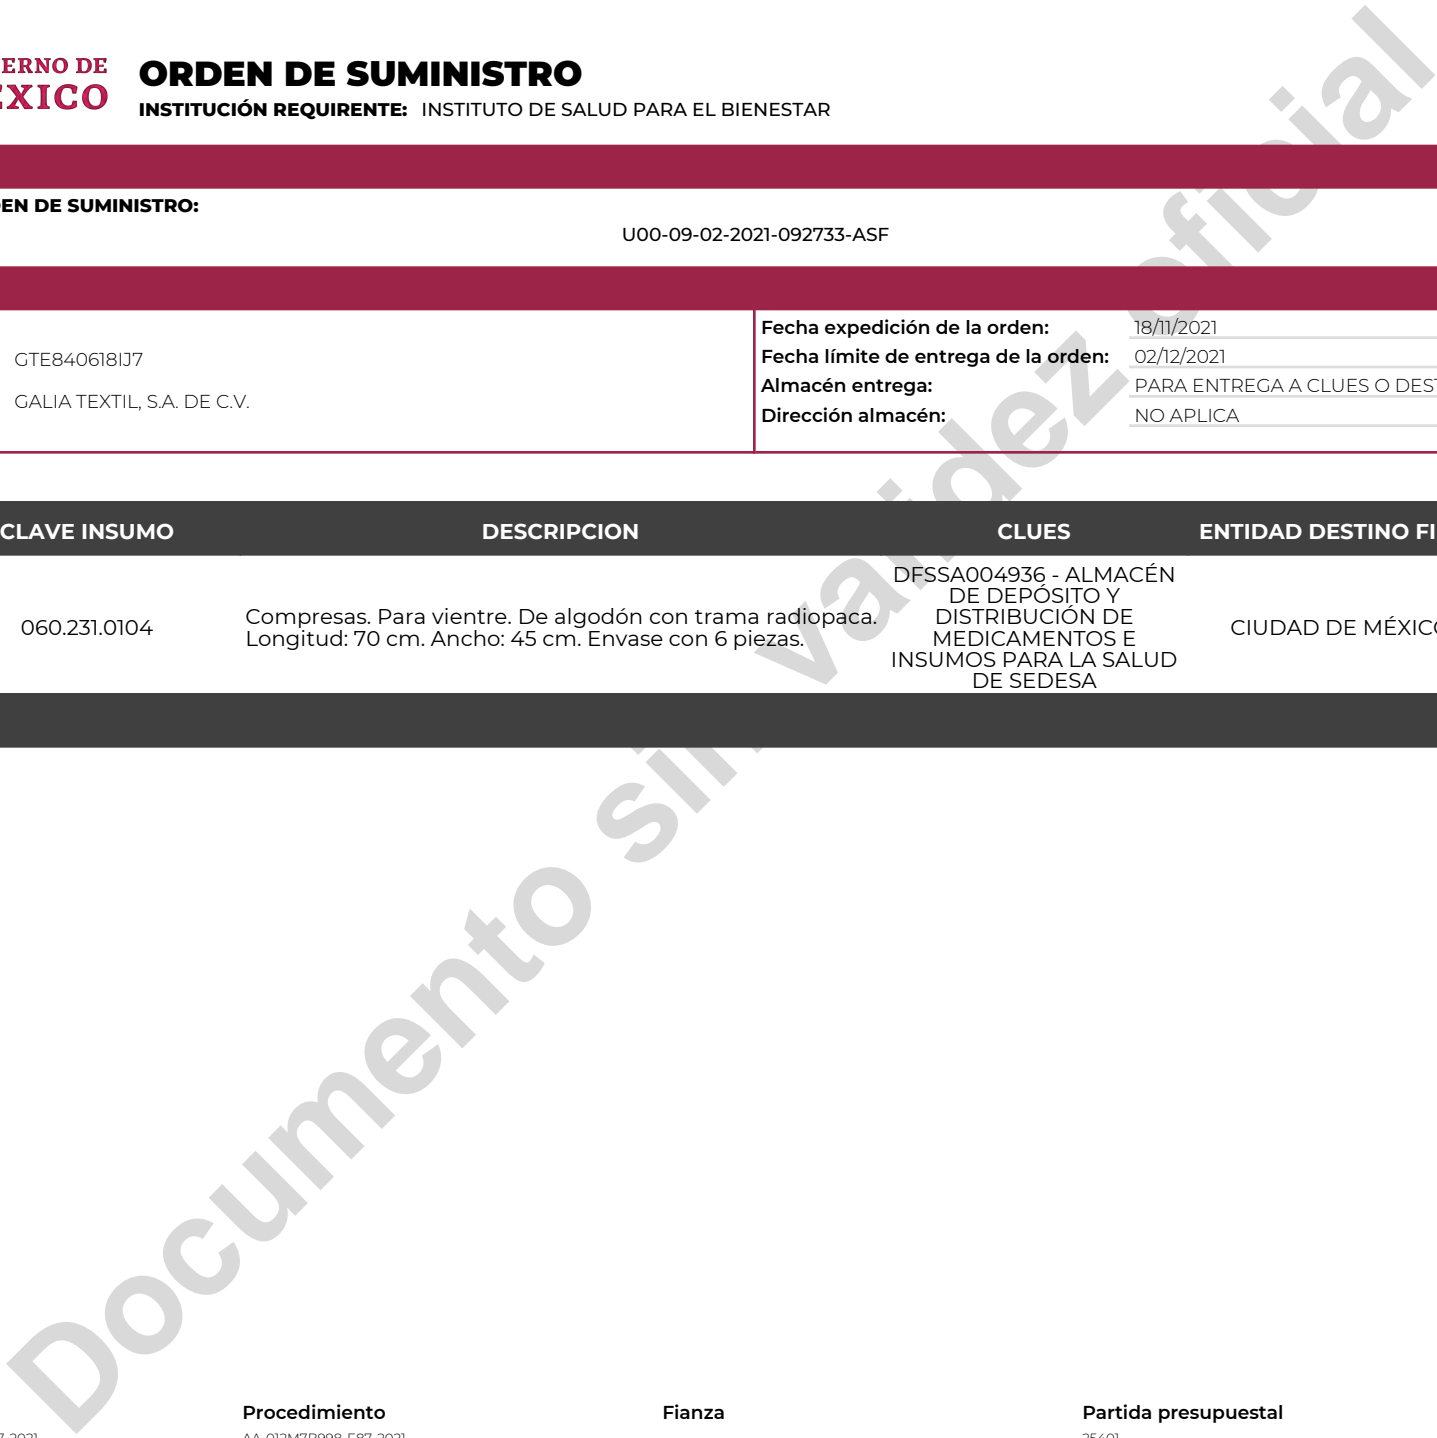 ERNO DE
ÉXICO
ORDEN DE SUMINISTRO
INSTITUCIÓN REQUIRENTE: INSTITUTO DE SALUD PARA EL BIENESTAR
EN DE SUMINISTRO:
U00-09-02-2021-092733-ASF
GTE840618IJ7
GALIA TEXTIL, S.A. DE C.V.
Fecha expedición de la orden: 18/11/2021
Fecha límite de entrega de la orden: 02/12/2021
Almacén entrega: PARA ENTREGA A CLUES O DEST
Dirección almacén: NO APLICA
CLAVE INSUMO DESCRIPCION CLUES ENTIDAD DESTINO FI
060.231.0104
Compresas. Para vientre. De algodón con trama radiopaca.
Longitud: 70 cm. Ancho: 45 cm. Envase con 6 piezas.
DFSSA004936 - ALMACÉN
DE DEPÓSITO Y
DISTRIBUCIÓN DE
MEDICAMENTOS E
INSUMOS PARA LA SALUD
DE SEDESA
CIUDAD DE MÉXICO
Documento sin validez oficial
Procedimiento Fianza Partida presupuestal